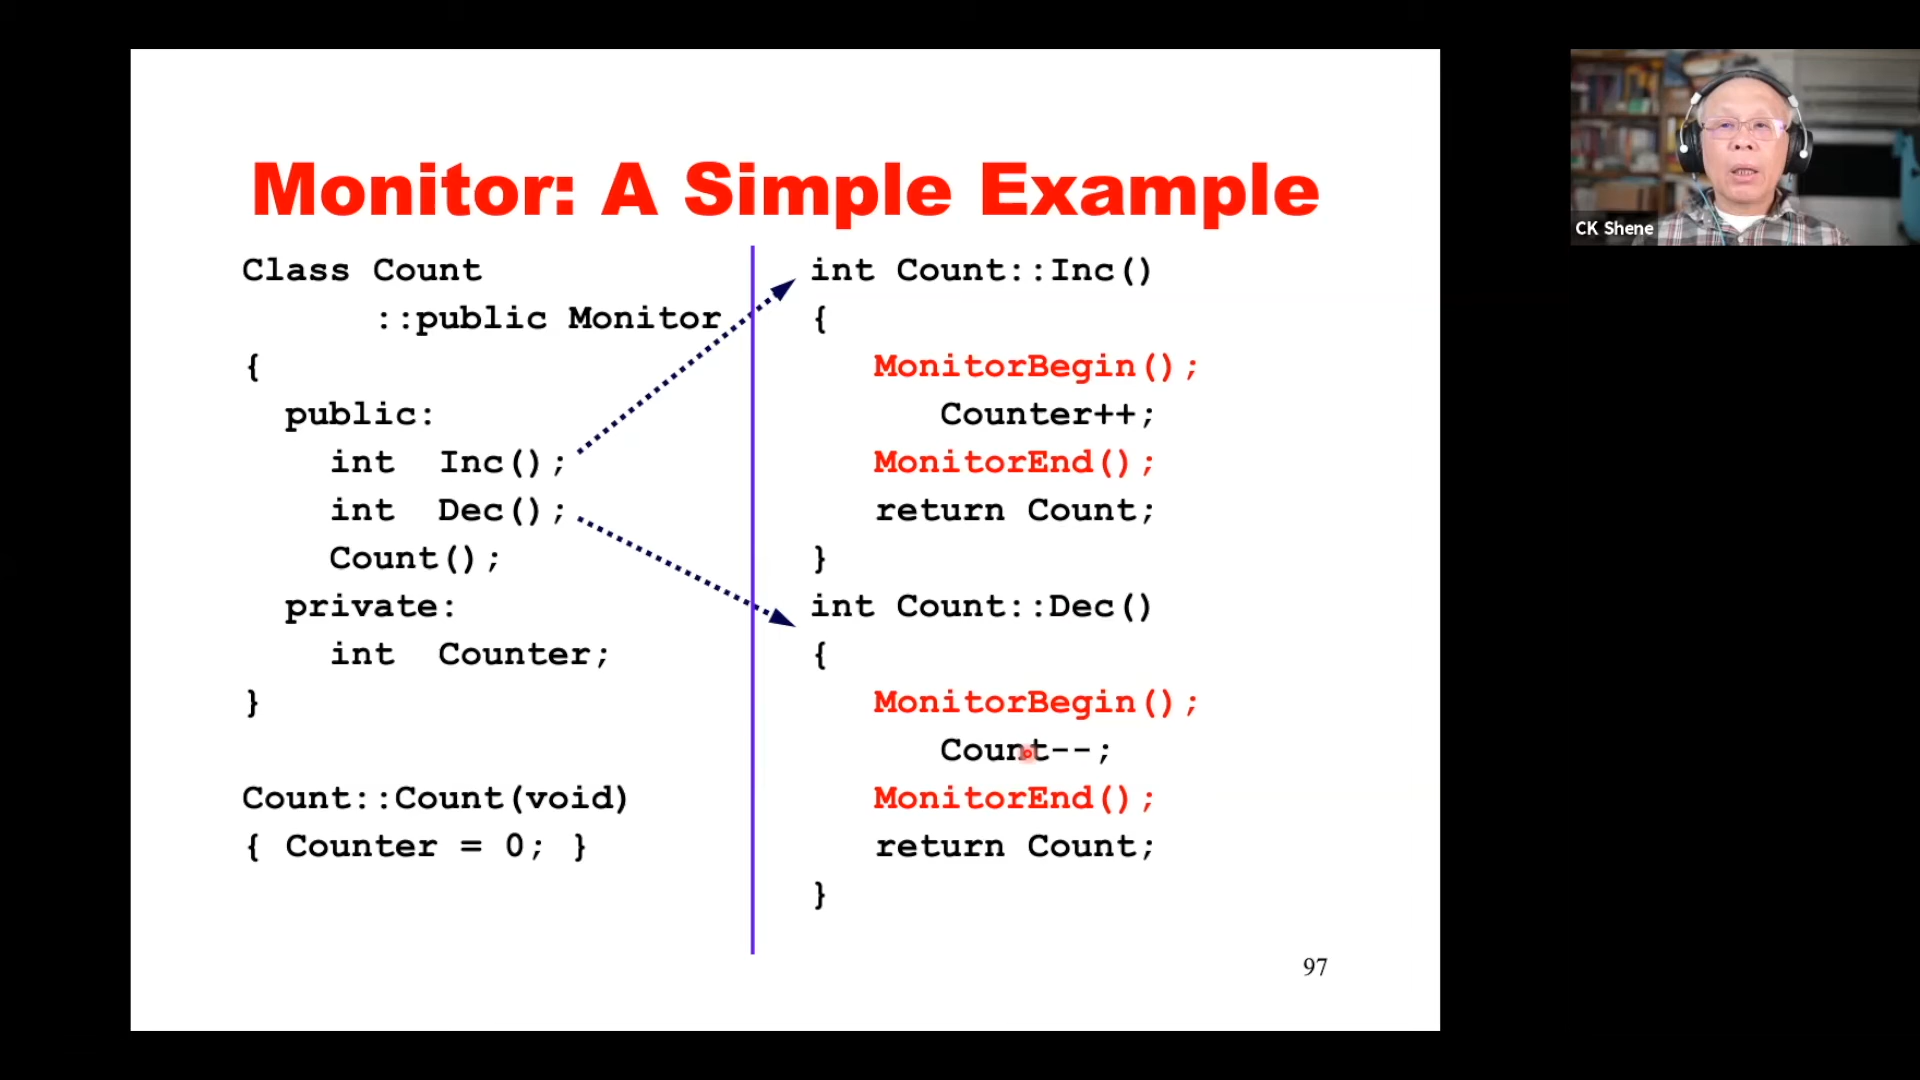 Monitor: A Simple Example
Class Count
::public Monitor
{
public:
int Inc();
int Dec();
Count();
private:
int Counter;
}
Count::Count(void)
{ Counter = 0; }
int Count::Inc()
{
MonitorBegin();
Counter++;
MonitorEnd();
return Count;
}
int Count::Dec()
{
MonitorBegin();
Count--;
MonitorEnd();
return Count;
}
97
CK Shene